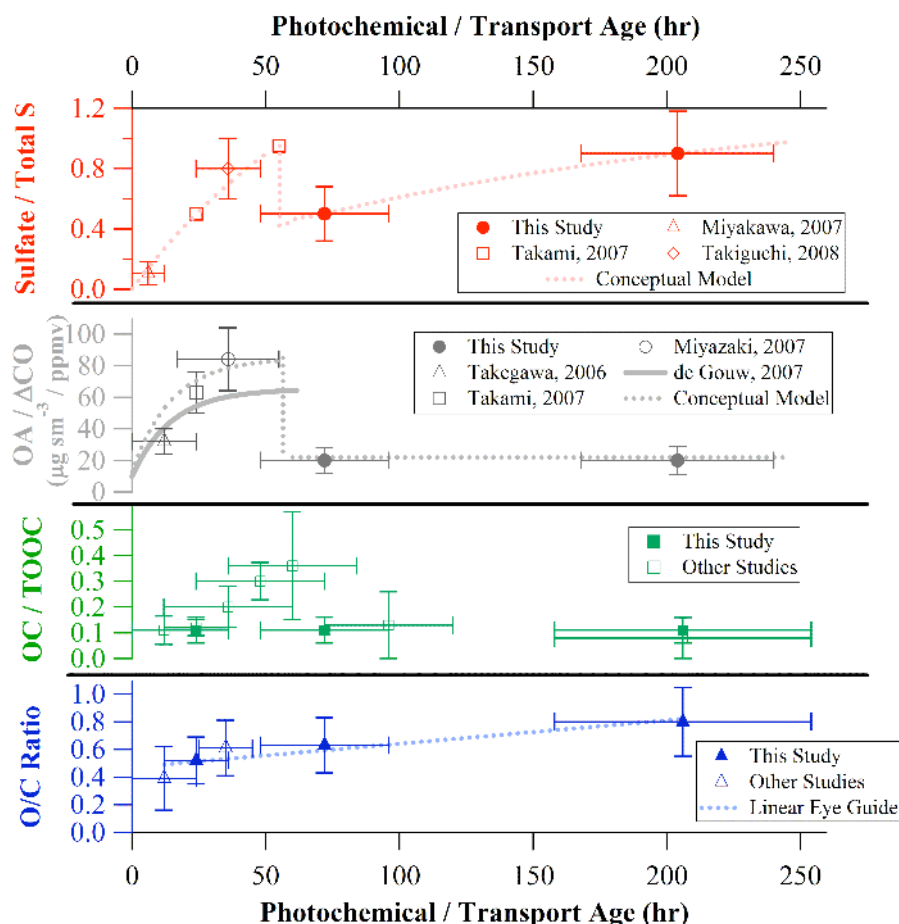 Photochemical / Transport Age (hr)
0 50 100 150 200 250
Sulfate / Total S
1.2
0.8
0.4
0.0
This Study
Miyakawa, 2007
Takami, 2007
Takiguchi, 2008
Conceptual Model
OA / ΔCO
(µg sm⁻³ / ppmv)
100
80
60
40
20
0
This Study
Miyazaki, 2007
Takegawa, 2006
de Gouw, 2007
Takami, 2007
Conceptual Model
OC / TOOC
0.5
0.4
0.3
0.2
0.1
0.0
This Study
Other Studies
O/C Ratio
1.0
0.8
0.6
0.4
0.2
0.0
This Study
Other Studies
Linear Eye Guide
0 50 100 150 200 250
Photochemical / Transport Age (hr)